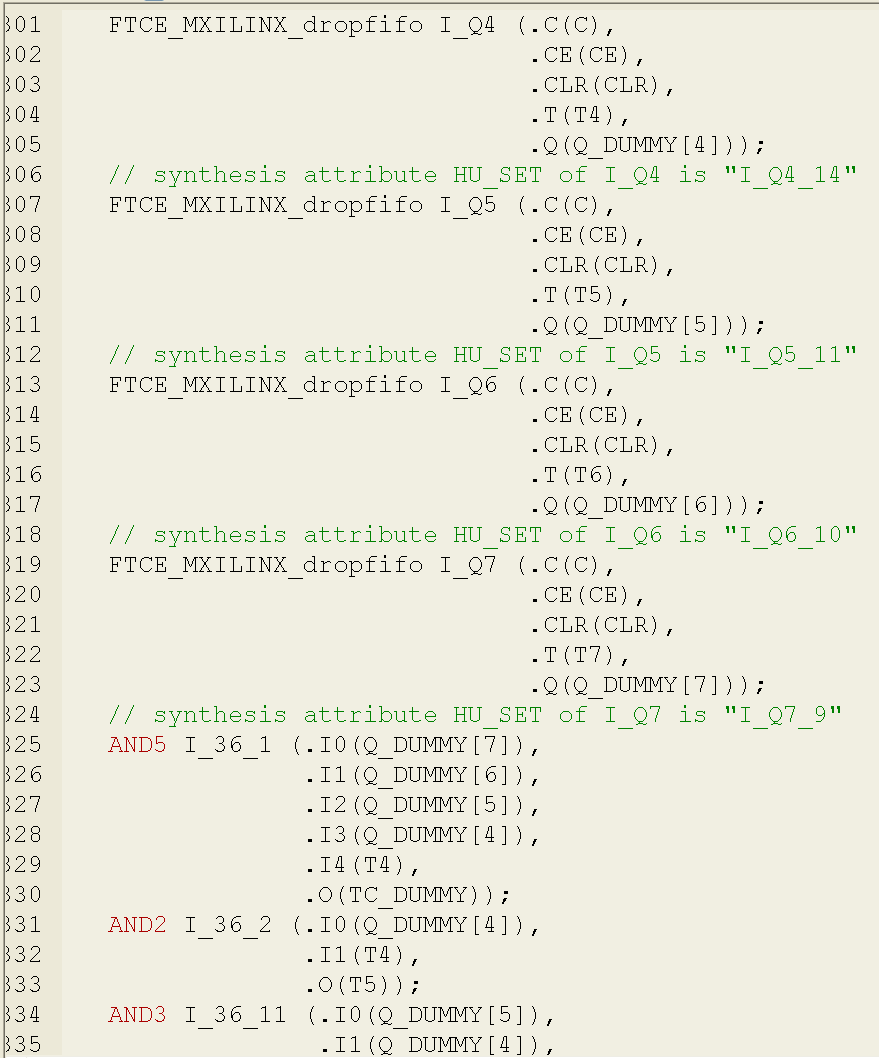 301 FTCE_MXILINX_dropfifo I_Q4 (.C(C),
302 .CE(CE),
303 .CLR(CLR),
304 .T(T4),
305 .Q(Q_DUMMY[4]));
306 // synthesis attribute HU_SET of I_Q4 is "I_Q4_14"
307 FTCE_MXILINX_dropfifo I_Q5 (.C(C),
308 .CE(CE),
309 .CLR(CLR),
310 .T(T5),
311 .Q(Q_DUMMY[5]));
312 // synthesis attribute HU_SET of I_Q5 is "I_Q5_11"
313 FTCE_MXILINX_dropfifo I_Q6 (.C(C),
314 .CE(CE),
315 .CLR(CLR),
316 .T(T6),
317 .Q(Q_DUMMY[6]));
318 // synthesis attribute HU_SET of I_Q6 is "I_Q6_10"
319 FTCE_MXILINX_dropfifo I_Q7 (.C(C),
320 .CE(CE),
321 .CLR(CLR),
322 .T(T7),
323 .Q(Q_DUMMY[7]));
324 // synthesis attribute HU_SET of I_Q7 is "I_Q7_9"
325 AND5 I_36_1 (.I0(Q_DUMMY[7]),
326 .I1(Q_DUMMY[6]),
327 .I2(Q_DUMMY[5]),
328 .I3(Q_DUMMY[4]),
329 .I4(T4),
330 .O(TC_DUMMY));
331 AND2 I_36_2 (.I0(Q_DUMMY[4]),
332 .I1(T4),
333 .O(T5));
334 AND3 I_36_11 (.I0(Q_DUMMY[5]),
335 .I1(Q_DUMMY[4]),